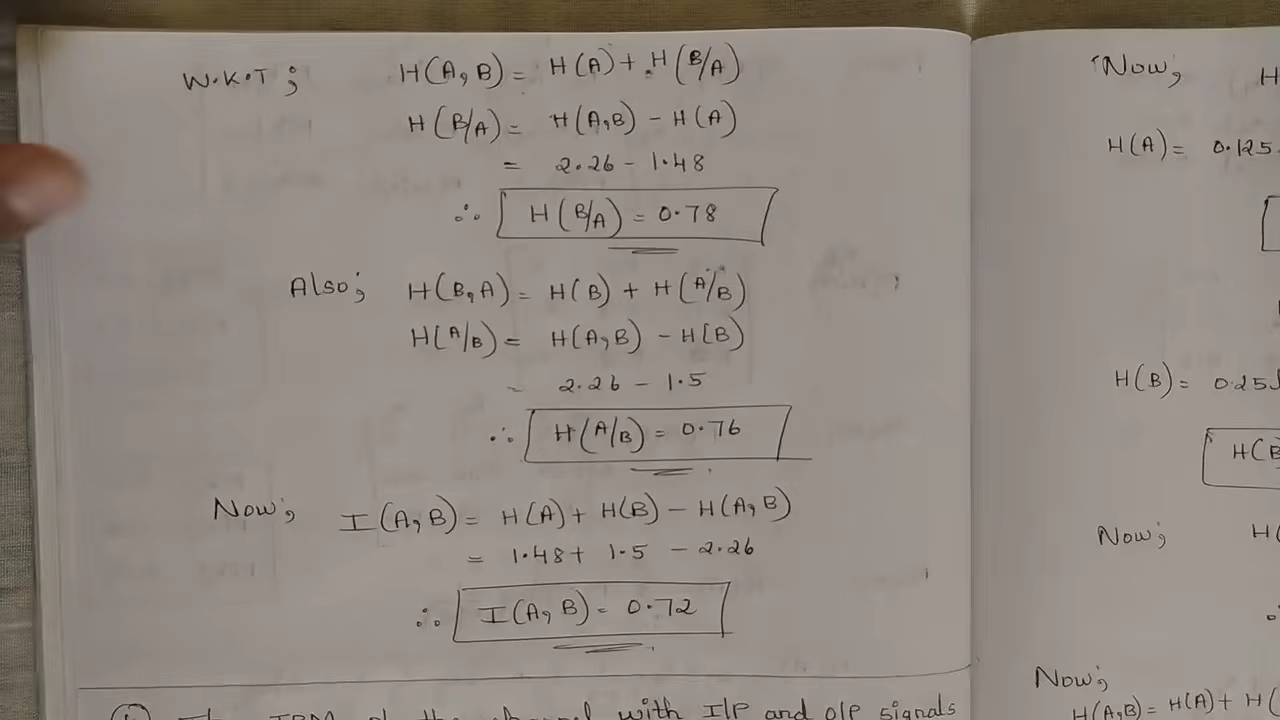 W.K.T; H(A,B) = H(A) + H(B/A)
H(B/A) = H(A,B) - H(A)
= 2.26 - 1.48
∴ H(B/A) = 0.78
Also; H(B,A) = H(B) + H(A/B)
H(A/B) = H(A,B) - H(B)
= 2.26 - 1.5
∴ H(A/B) = 0.76
Now; I(A,B) = H(A) + H(B) - H(A,B)
= 1.48 + 1.5 - 2.26
∴ I(A,B) = 0.72
with I/P and O/P signals
Now; H
H(A) = 0.125
H(B) = 0.25
H(B
Now; H(
Now;
H(A,B) = H(A) + H(